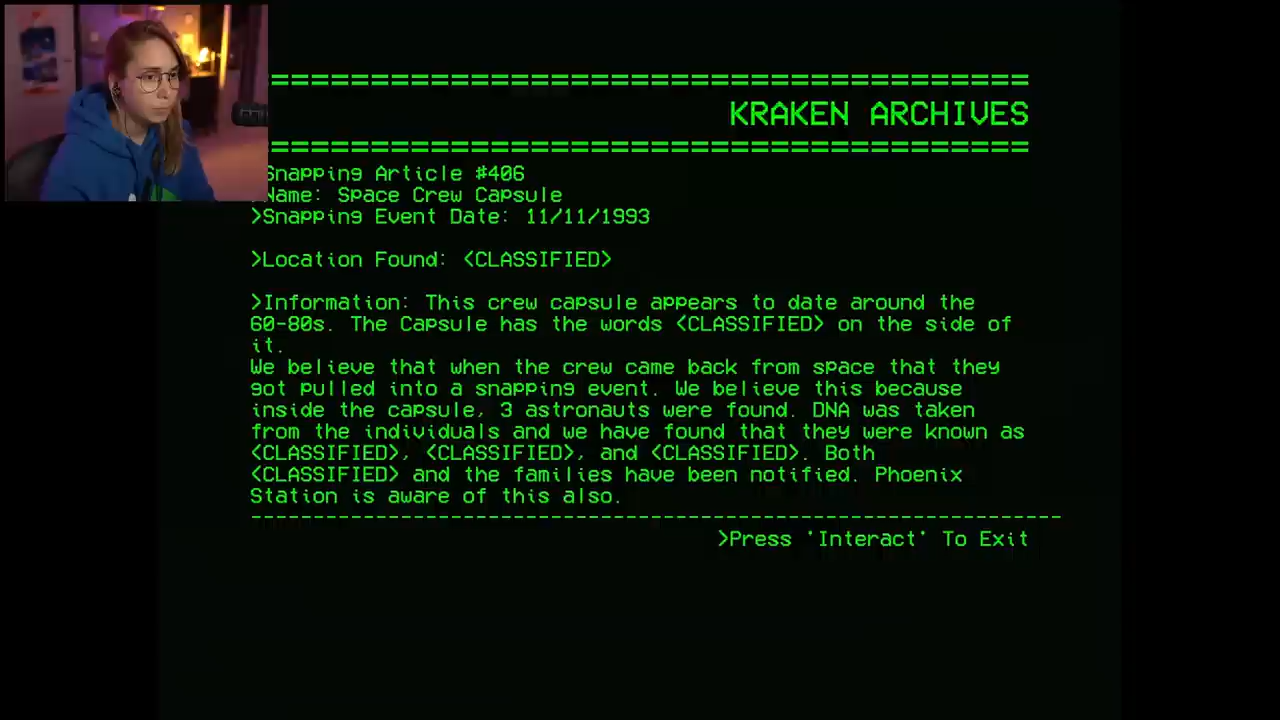 ====================================
KRAKEN ARCHIVES
====================================
Snapping Article #406
Name: Space Crew Capsule
>Snapping Event Date: 11/11/1993
>Location Found: <CLASSIFIED>
>Information: This crew capsule appears to date around the
60-80s. The Capsule has the words <CLASSIFIED> on the side of
it.
We believe that when the crew came back from space that they
got pulled into a snapping event. We believe this because
inside the capsule, 3 astronauts were found. DNA was taken
from the individuals and we have found that they were known as
<CLASSIFIED>, <CLASSIFIED>, and <CLASSIFIED>. Both
<CLASSIFIED> and the families have been notified. Phoenix
Station is aware of this also.
-----------------------------------------------------------------
>Press 'Interact' To Exit